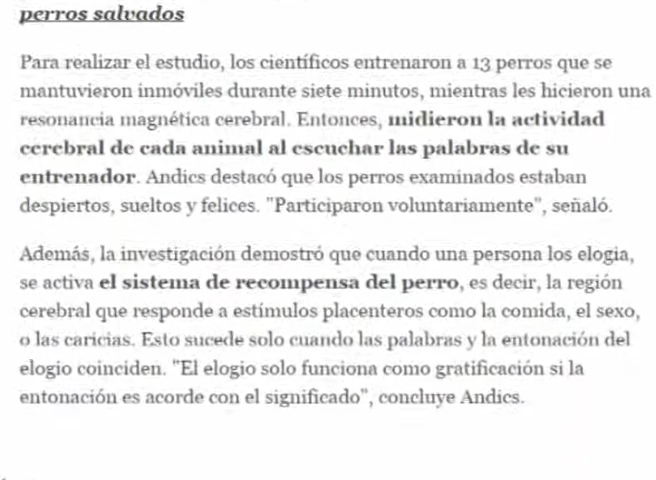 perros salvados
Para realizar el estudio, los científicos entrenaron a 13 perros que se
mantuvieron inmóviles durante siete minutos, mientras les hicieron una
resonancia magnética cerebral. Entonces, midieron la actividad
cerebral de cada animal al escuchar las palabras de su
entrenador. Andics destacó que los perros examinados estaban
despiertos, sueltos y felices. "Participaron voluntariamente", señaló.
Además, la investigación demostró que cuando una persona los elogia,
se activa el sistema de recompensa del perro, es decir, la región
cerebral que responde a estímulos placenteros como la comida, el sexo,
o las caricias. Esto sucede solo cuando las palabras y la entonación del
elogio coinciden. "El elogio solo funciona como gratificación si la
entonación es acorde con el significado", concluye Andics.